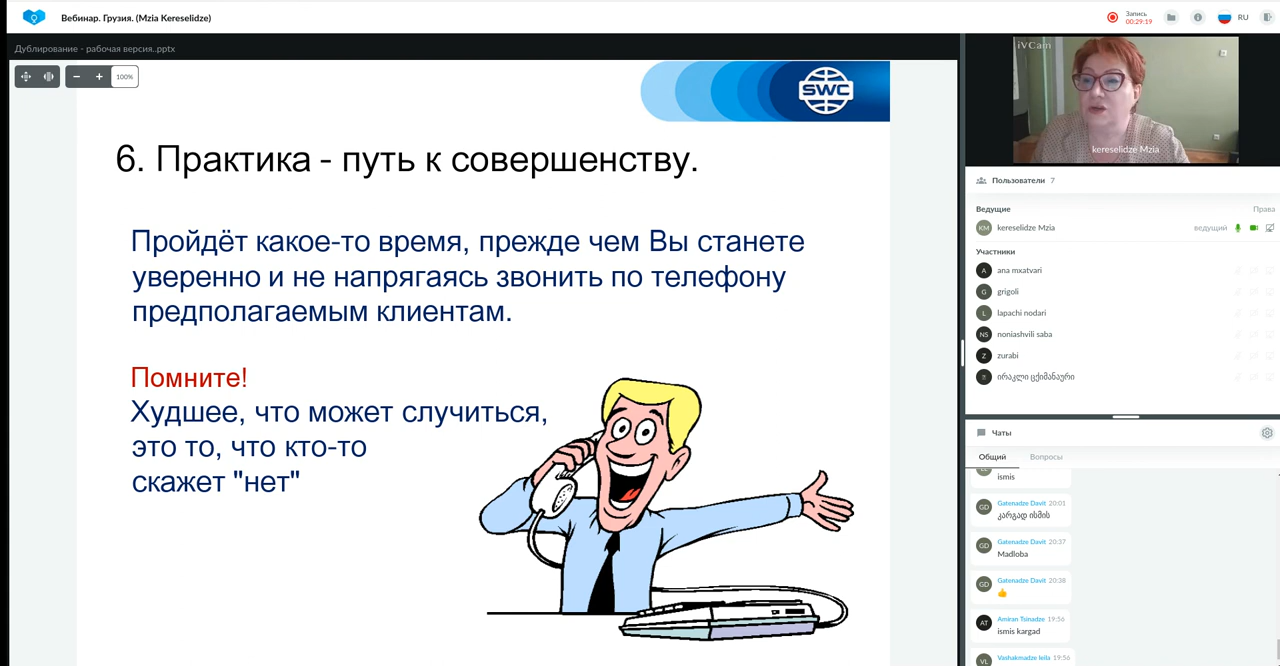 Вебинар. Грузия. (Mzia Kereselidze)
Запись
00:29:19
RU
Дублирование - рабочая версия..pptx
100%
SWC
6. Практика - путь к совершенству.
Пройдёт какое-то время, прежде чем Вы станете
уверенно и не напрягаясь звонить по телефону
предполагаемым клиентам.
Помните!
Худшее, что может случиться,
это то, что кто-то
скажет "нет"
iVCam
kereselidze Mzia
Пользователи 7
Ведущие Права
KM kereselidze Mzia ведущий
Участники
A ana mxatvari
G grigoli
L lapachi nodari
NS noniashvili saba
Z zurabi
ირაკლი ცქიმანაური
Чаты
Общий Вопросы
ismis
GD Gatenadze Davit 20:01
კარგად ისმის
GD Gatenadze Davit 20:37
Madloba
GD Gatenadze Davit 20:38
👍
AT Amiran Tsinadze 19:56
ismis kargad
VL Vashakmadze leila 19:56